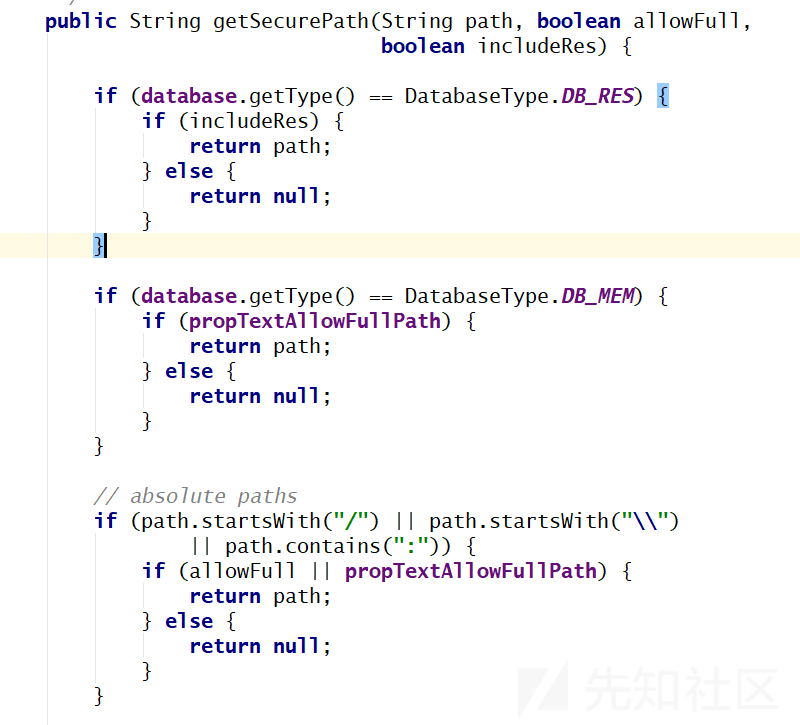 public String getSecurePath(String path, boolean allowFull,
                            boolean includeRes) {

    if (database.getType() == DatabaseType.DB_RES) {
        if (includeRes) {
            return path;
        } else {
            return null;
        }
    }

    if (database.getType() == DatabaseType.DB_MEM) {
        if (propTextAllowFullPath) {
            return path;
        } else {
            return null;
        }
    }

    // absolute paths
    if (path.startsWith("/") || path.startsWith("\\")
            || path.contains(":")) {
        if (allowFull || propTextAllowFullPath) {
            return path;
        } else {
            return null;
        }
    }
先知社区